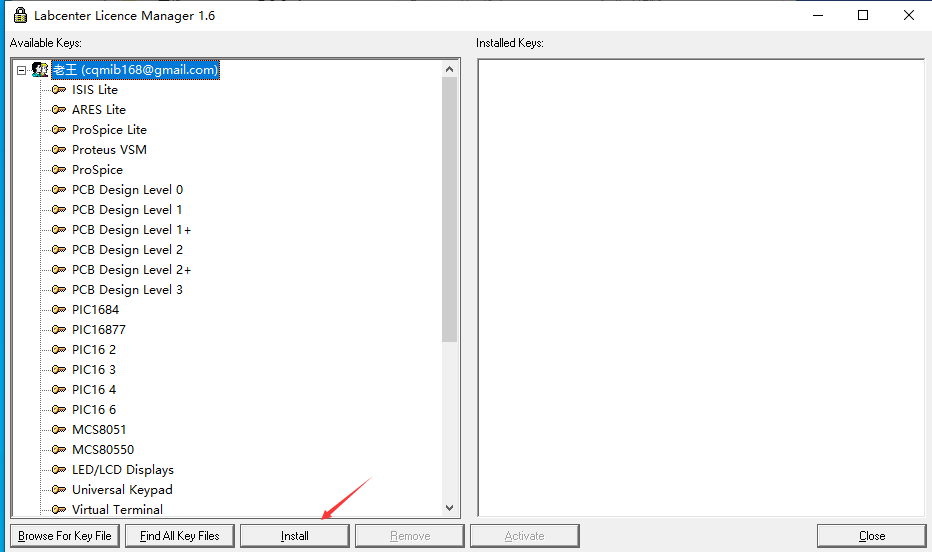 Labcenter Licence Manager 1.6
Available Keys:
Installed Keys:
老王 (cqmib168@gmail.com)
ISIS Lite
ARES Lite
ProSpice Lite
Proteus VSM
ProSpice
PCB Design Level 0
PCB Design Level 1
PCB Design Level 1+
PCB Design Level 2
PCB Design Level 2+
PCB Design Level 3
PIC1684
PIC16877
PIC16 2
PIC16 3
PIC16 4
PIC16 6
MCS8051
MCS80550
LED/LCD Displays
Universal Keypad
Virtual Terminal
Browse For Key File
Find All Key Files
Install
Remove
Activate
Close